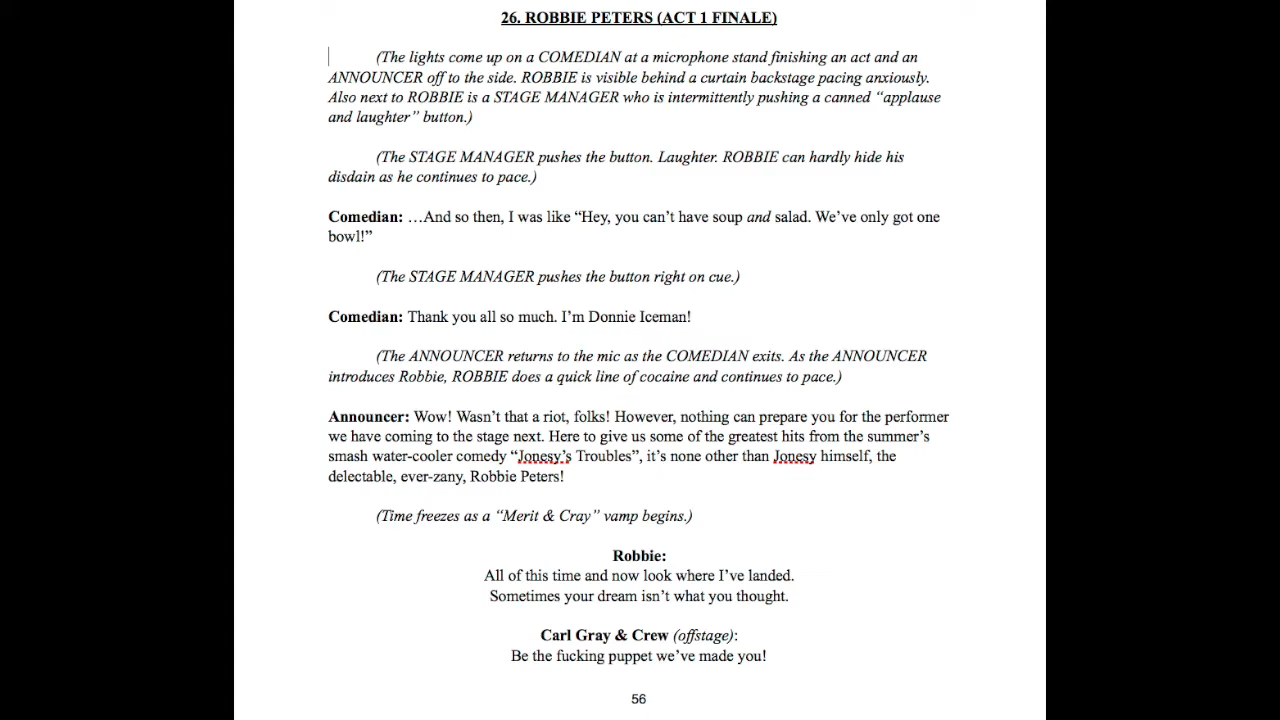 26. ROBBIE PETERS (ACT 1 FINALE)
(The lights come up on a COMEDIAN at a microphone stand finishing an act and an
ANNOUNCER off to the side. ROBBIE is visible behind a curtain backstage pacing anxiously.
Also next to ROBBIE is a STAGE MANAGER who is intermittently pushing a canned “applause
and laughter” button.)
(The STAGE MANAGER pushes the button. Laughter. ROBBIE can hardly hide his
disdain as he continues to pace.)
Comedian: …And so then, I was like “Hey, you can’t have soup and salad. We’ve only got one
bowl!”
(The STAGE MANAGER pushes the button right on cue.)
Comedian: Thank you all so much. I’m Donnie Iceman!
(The ANNOUNCER returns to the mic as the COMEDIAN exits. As the ANNOUNCER
introduces Robbie, ROBBIE does a quick line of cocaine and continues to pace.)
Announcer: Wow! Wasn’t that a riot, folks! However, nothing can prepare you for the performer
we have coming to the stage next. Here to give us some of the greatest hits from the summer’s
smash water-cooler comedy “Jonesy’s Troubles”, it’s none other than Jonesy himself, the
delectable, ever-zany, Robbie Peters!
(Time freezes as a “Merit & Cray” vamp begins.)
Robbie:
All of this time and now look where I’ve landed.
Sometimes your dream isn’t what you thought.
Carl Gray & Crew (offstage):
Be the fucking puppet we’ve made you!
56